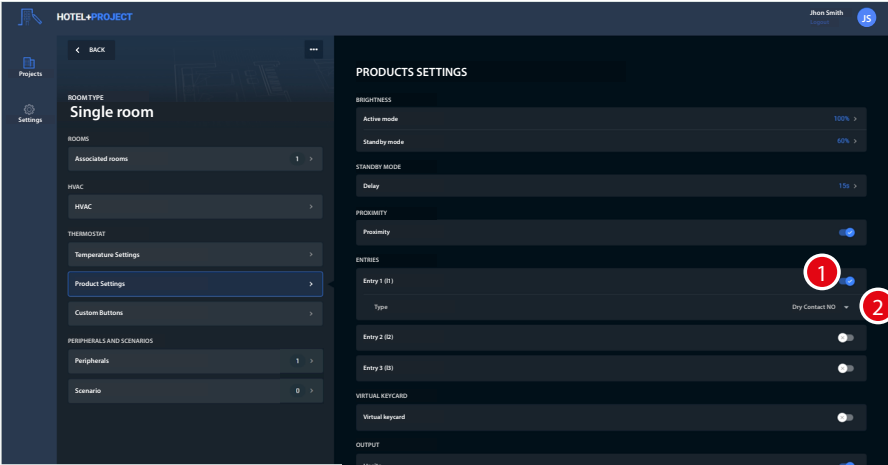 HOTEL+PROJECT
Jhon Smith
Logout
JS
Projects
Settings
BACK
ROOM TYPE
Single room
ROOMS
Associated rooms 1
HVAC
HVAC
THERMOSTAT
Temperature Settings
Product Settings
Custom Buttons
PERIPHERALS AND SCENARIOS
Peripherals 1
Scenario 0
PRODUCTS SETTINGS
BRIGHTNESS
Active mode 100%
Standby mode 60%
STANDBY MODE
Delay 15s
PROXIMITY
Proximity
ENTRIES
Entry 1 (I1) 1
Type Dry Contact NO 2
Entry 2 (I2)
Entry 3 (I3)
VIRTUAL KEYCARD
Virtual keycard
OUTPUT